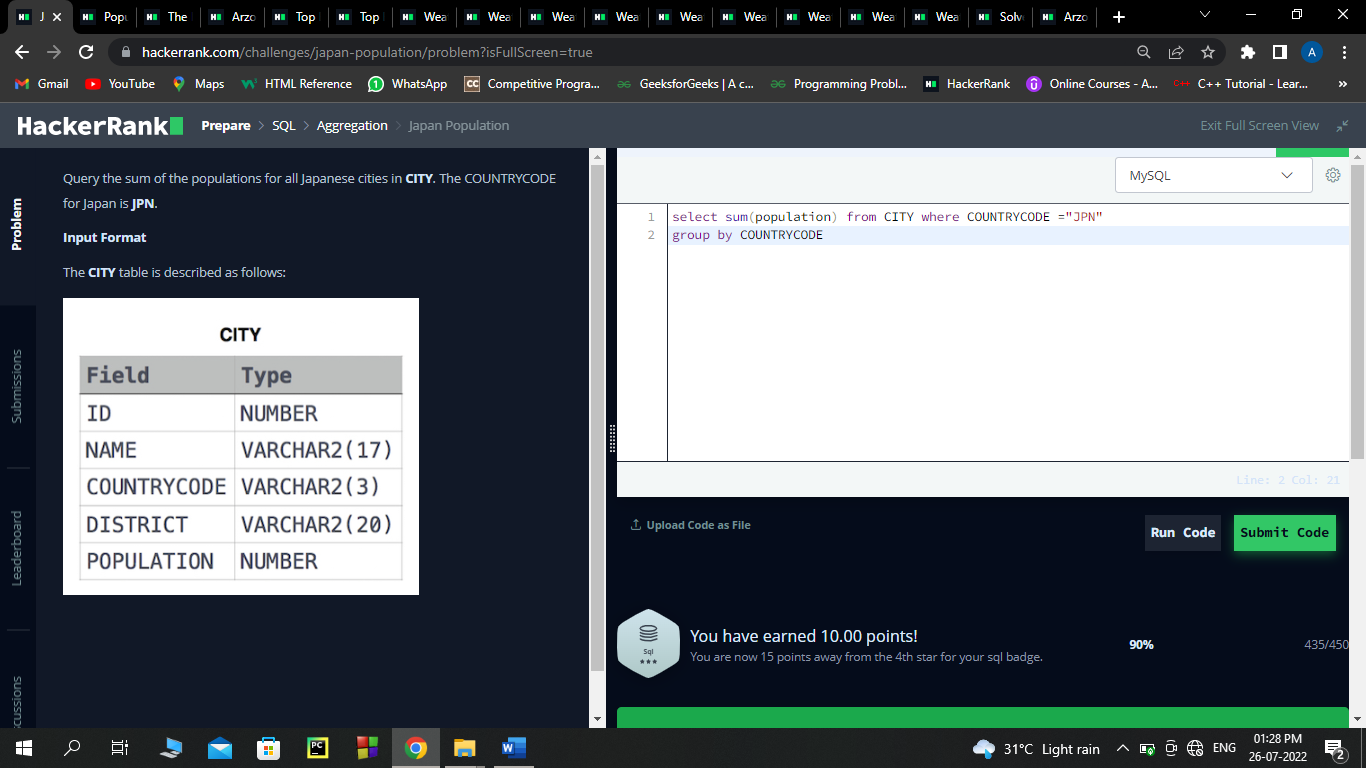 J
Popu
The
Arzo
Top
Top
Wea
Wea
Wea
Wea
Wea
Wea
Wea
Wea
Wea
Solv
Arzo
hackerrank.com/challenges/japan-population/problem?isFullScreen=true
A
Gmail
YouTube
Maps
HTML Reference
WhatsApp
CC
Competitive Progra...
GeeksforGeeks | A c...
Programming Probl...
HackerRank
Online Courses - A...
C++ Tutorial - Lear...
»
HackerRank
Prepare > SQL > Aggregation > Japan Population
Exit Full Screen View
Problem
Submissions
Leaderboard
cussions
Query the sum of the populations for all Japanese cities in CITY. The COUNTRYCODE
for Japan is JPN.
Input Format
The CITY table is described as follows:
CITY
Field Type
ID NUMBER
NAME VARCHAR2(17)
COUNTRYCODE VARCHAR2(3)
DISTRICT VARCHAR2(20)
POPULATION NUMBER
MySQL
1 select sum(population) from CITY where COUNTRYCODE ="JPN"
2 group by COUNTRYCODE
Line: 2 Col: 21
Upload Code as File
Run Code
Submit Code
Sql
You have earned 10.00 points!
You are now 15 points away from the 4th star for your sql badge.
90%
435/450
PC
W
31°C Light rain
ENG
01:28 PM
26-07-2022
2